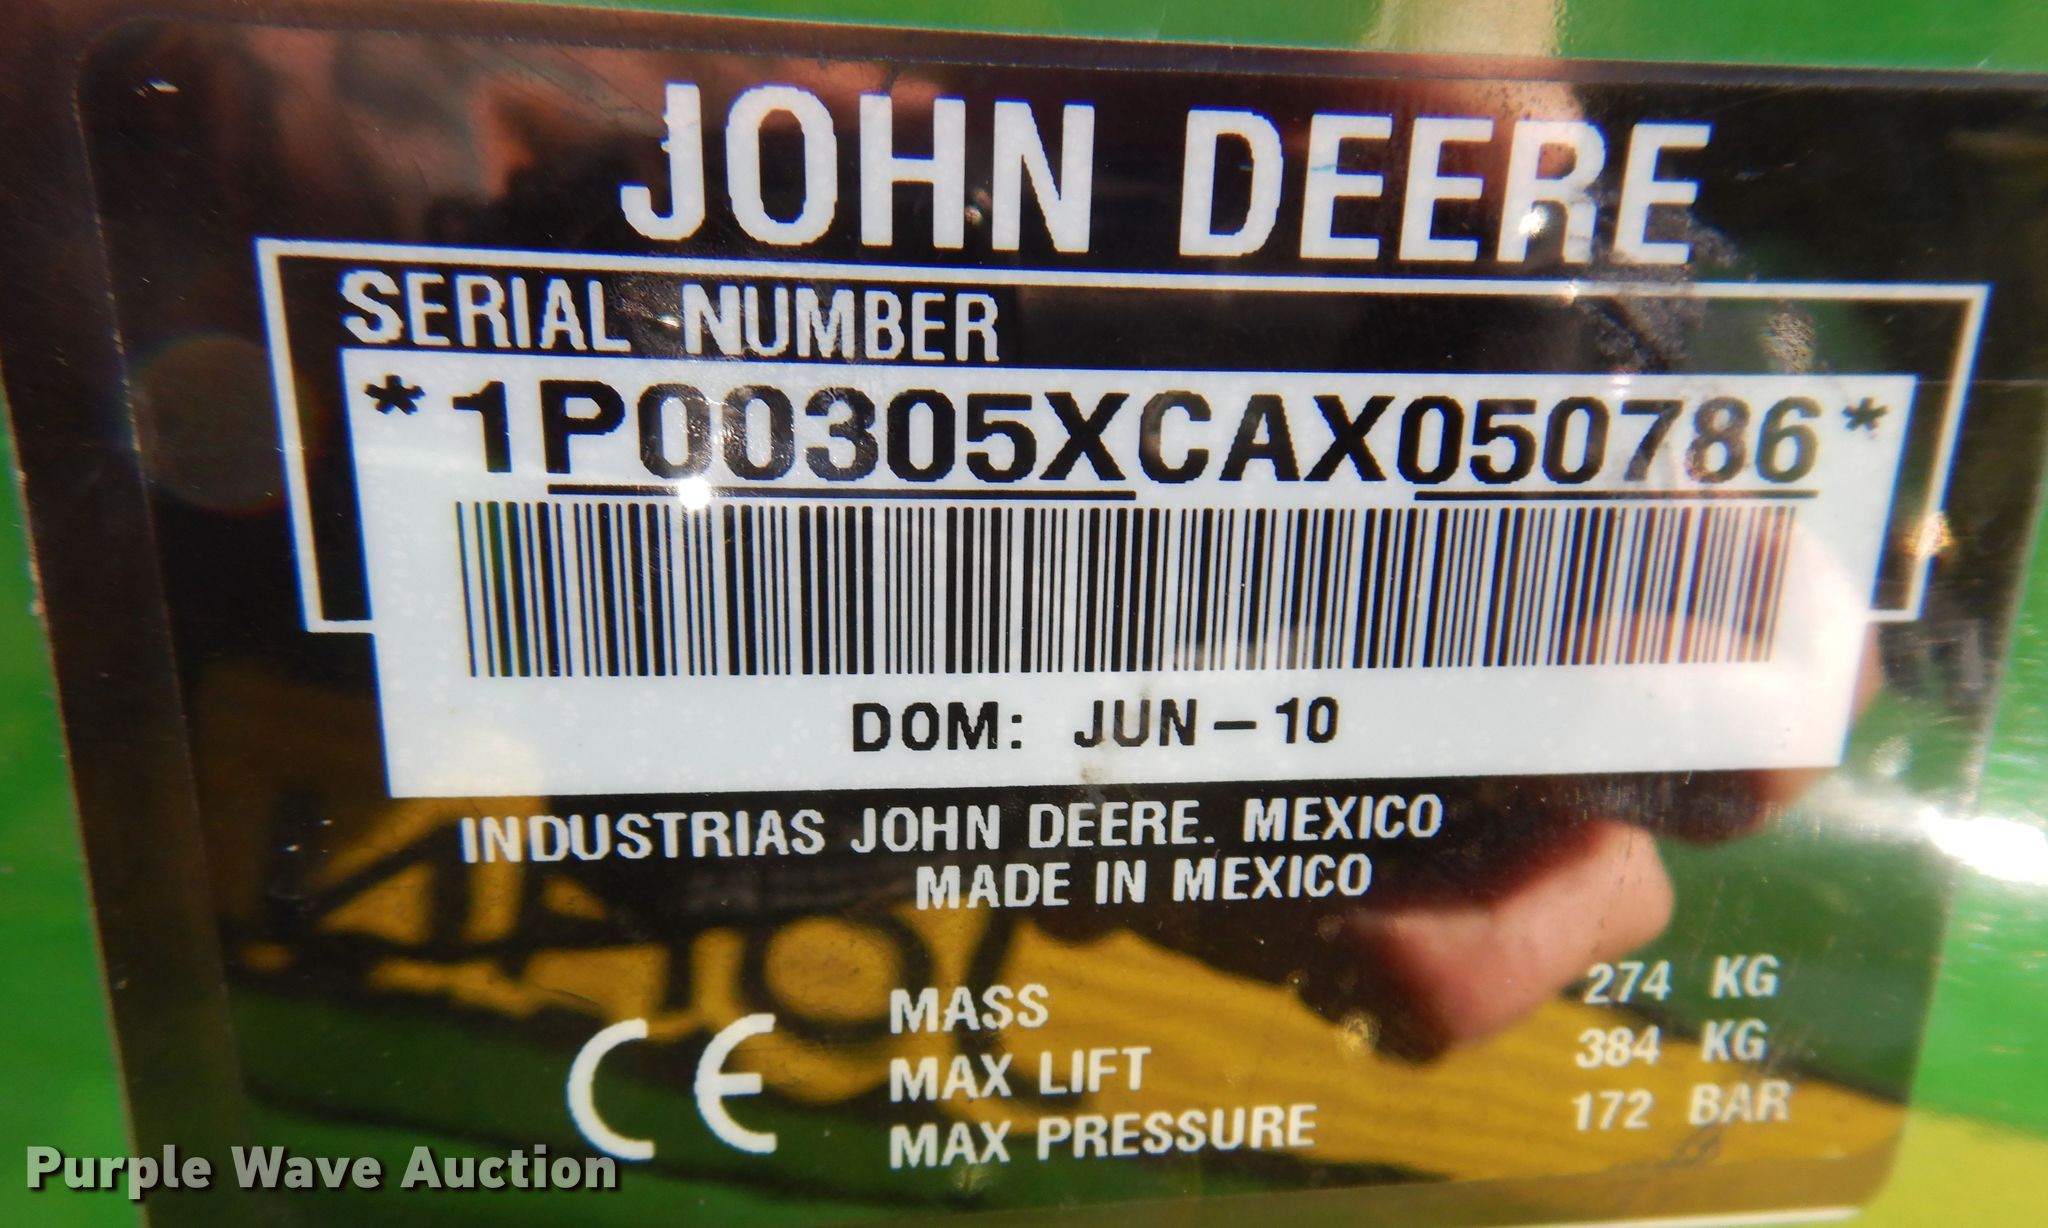 JOHN DEERE
SERIAL NUMBER
*1P00305XCAX050786*
DOM: JUN-10
INDUSTRIAS JOHN DEERE. MEXICO
MADE IN MEXICO
CE
MASS 274 KG
MAX LIFT 384 KG
MAX PRESSURE 172 BAR
Purple Wave Auction